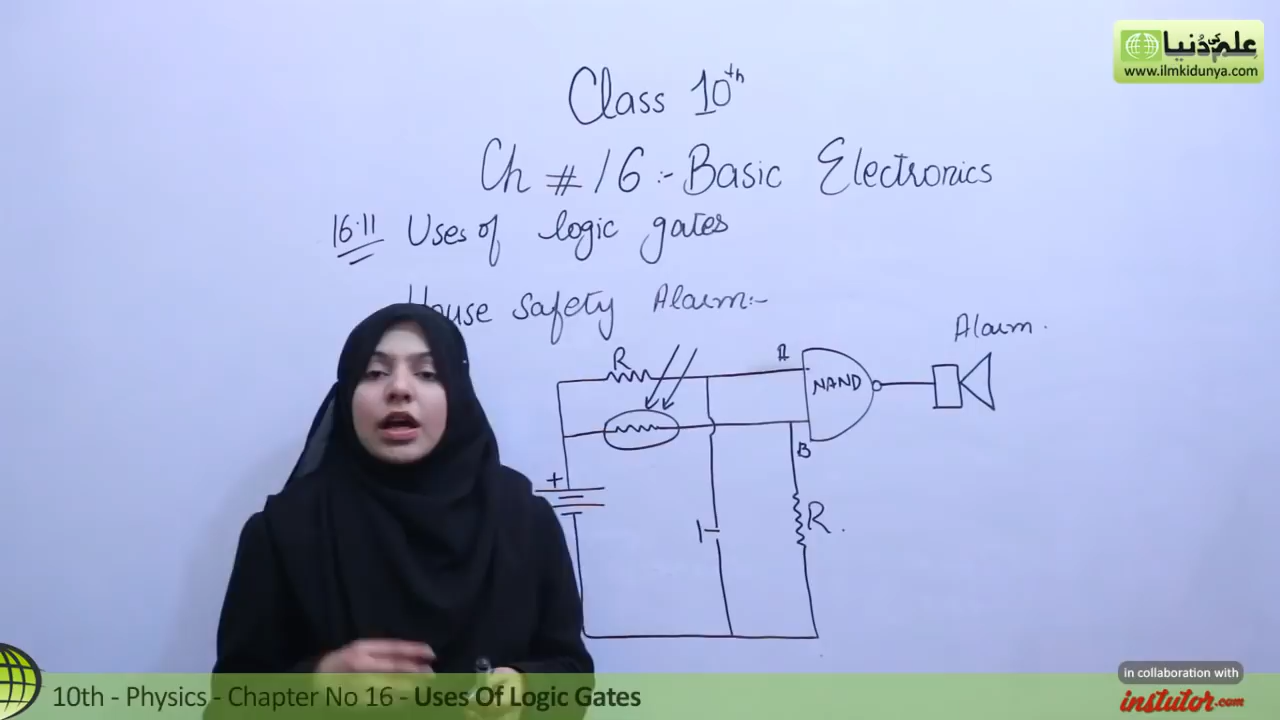 علم کی دُنیا
www.ilmkidunya.com
Class 10th
Ch # 16 :- Basic Electronics
16.11 Uses of logic gates
House Safety Alarm:-
Alarm.
R
A
NAND
B
+
R.
in collaboration with
instutor.com
10th - Physics - Chapter No 16 - Uses Of Logic Gates